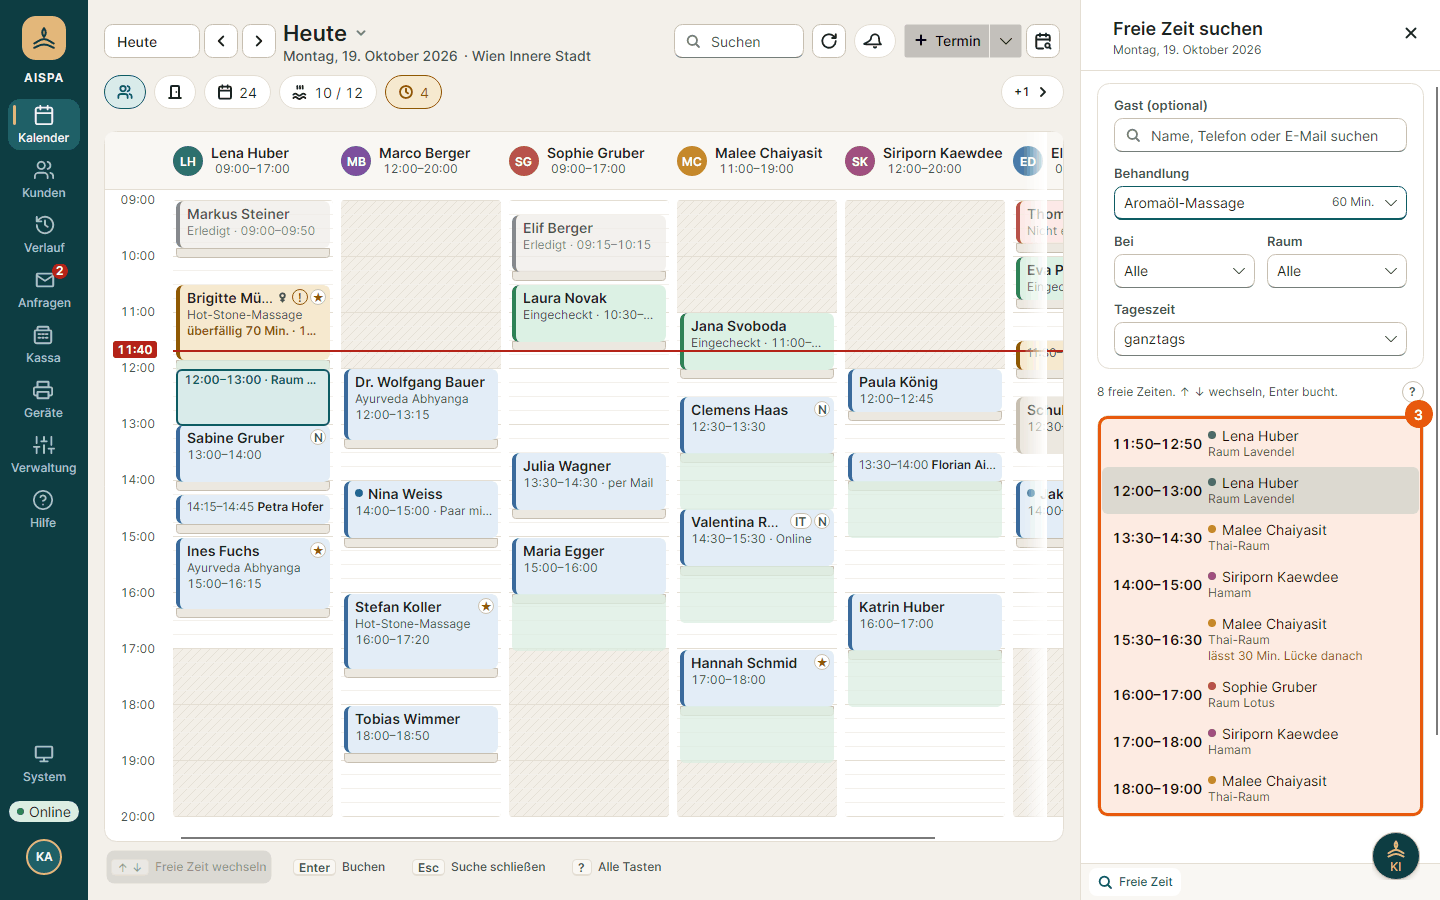 AISPA
Kalender
Kunden
Verlauf
2
Anfragen
Kassa
Geräte
Verwaltung
Hilfe
System
Online
KA
Heute
Heute
Montag, 19. Oktober 2026 · Wien Innere Stadt
Suchen
+ Termin
24
10 / 12
4
+1
LH Lena Huber
09:00–17:00
MB Marco Berger
12:00–20:00
SG Sophie Gruber
09:00–17:00
MC Malee Chaiyasit
11:00–19:00
SK Siriporn Kaewdee
12:00–20:00
ED
09:00
10:00
11:00
11:40
12:00
13:00
14:00
15:00
16:00
17:00
18:00
19:00
20:00
Markus Steiner
Erledigt · 09:00–09:50
Brigitte Mü... ! ★
Hot-Stone-Massage
überfällig 70 Min. · 1...
12:00–13:00 · Raum ...
Sabine Gruber N
13:00–14:00
14:15–14:45 Petra Hofer
Ines Fuchs ★
Ayurveda Abhyanga
15:00–16:15
Dr. Wolfgang Bauer
Ayurveda Abhyanga
12:00–13:15
Nina Weiss
14:00–15:00 · Paar mi...
Stefan Koller ★
Hot-Stone-Massage
16:00–17:20
Tobias Wimmer
18:00–18:50
Elif Berger
Erledigt · 09:15–10:15
Laura Novak
Eingecheckt · 10:30–...
Julia Wagner
13:30–14:30 · per Mail
Maria Egger
15:00–16:00
Jana Svoboda
Eingecheckt · 11:00–...
Clemens Haas N
12:30–13:30
Valentina R... IT N
14:30–15:30 · Online
Hannah Schmid ★
17:00–18:00
Paula König
12:00–12:45
13:30–14:00 Florian Ai...
Katrin Huber
16:00–17:00
↑ ↓ Freie Zeit wechseln
Enter Buchen
Esc Suche schließen
? Alle Tasten
Freie Zeit suchen
Montag, 19. Oktober 2026
Gast (optional)
Name, Telefon oder E-Mail suchen
Behandlung
Aromaöl-Massage 60 Min.
Bei
Raum
Alle
Alle
Tageszeit
ganztags
8 freie Zeiten. ↑ ↓ wechseln, Enter bucht.
?
3
11:50–12:50 Lena Huber
Raum Lavendel
12:00–13:00 Lena Huber
Raum Lavendel
13:30–14:30 Malee Chaiyasit
Thai-Raum
14:00–15:00 Siriporn Kaewdee
Hamam
15:30–16:30 Malee Chaiyasit
Thai-Raum
lässt 30 Min. Lücke danach
16:00–17:00 Sophie Gruber
Raum Lotus
17:00–18:00 Siriporn Kaewdee
Hamam
18:00–19:00 Malee Chaiyasit
Thai-Raum
KI
Freie Zeit